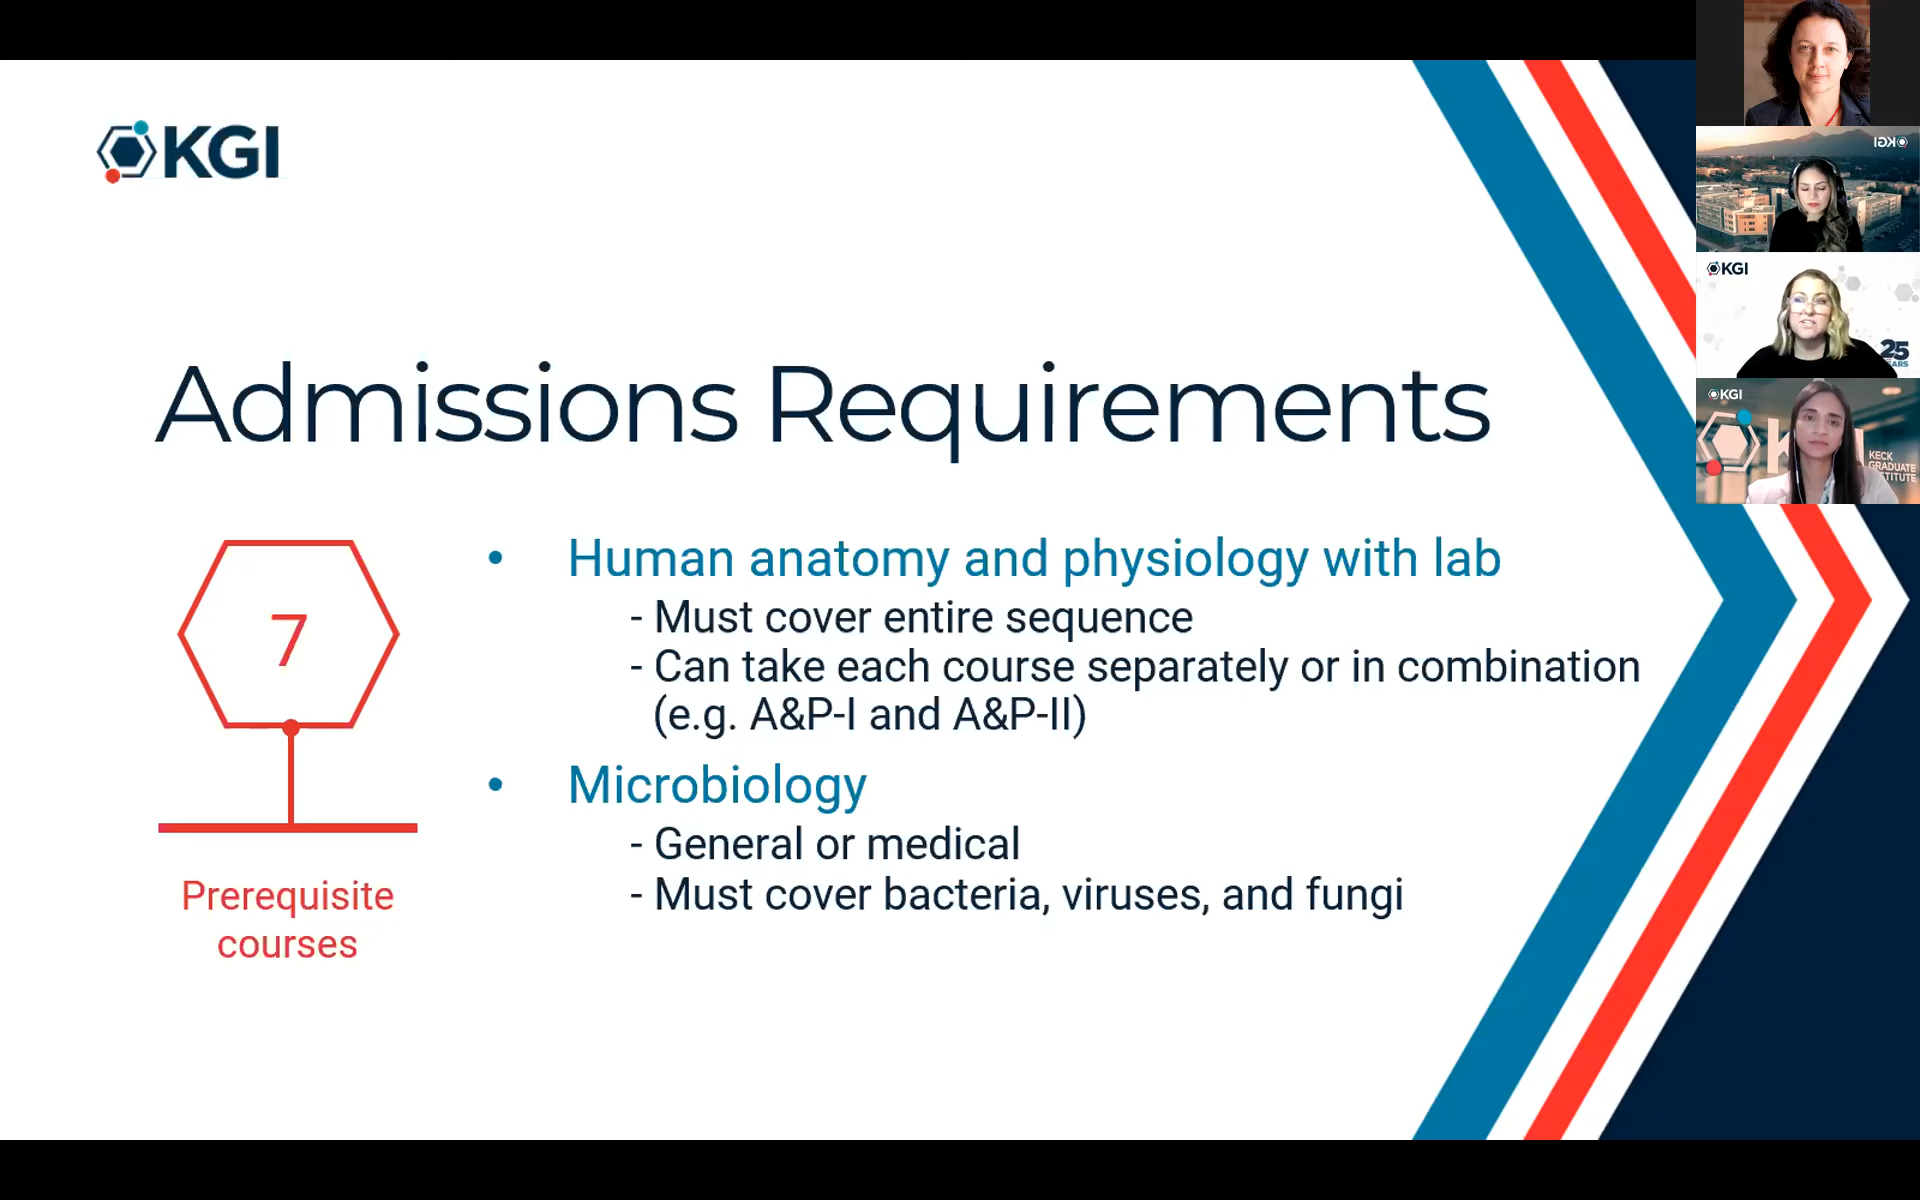 KGI
Admissions Requirements
7
Prerequisite
courses
• Human anatomy and physiology with lab
- Must cover entire sequence
- Can take each course separately or in combination
(e.g. A&P-I and A&P-II)
• Microbiology
- General or medical
- Must cover bacteria, viruses, and fungi
KGI
KGI
25
KGI
KECK
GRADUATE